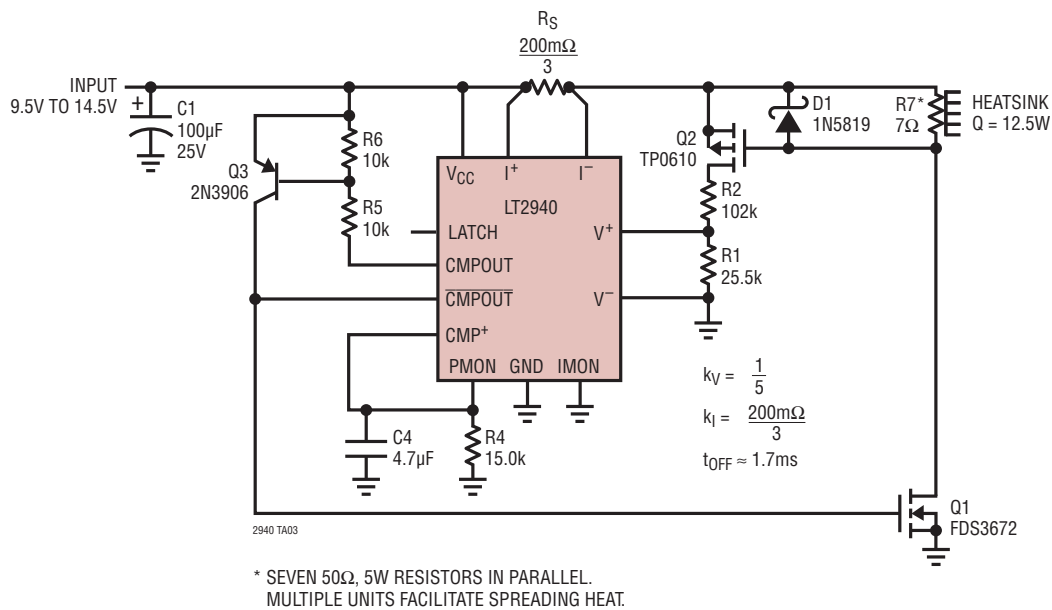 RS
200mΩ
3
INPUT
9.5V TO 14.5V
+
C1
100µF
25V
R6
10k
Q3
2N3906
R5
10k
VCC
I+
I−
LT2940
LATCH
CMPOUT
CMPOUT
CMP+
PMON
GND
IMON
V+
V−
Q2
TP0610
D1
1N5819
R7*
7Ω
HEATSINK
Q = 12.5W
R2
102k
R1
25.5k
kV = 1/5
kI = 200mΩ/3
tOFF ≈ 1.7ms
C4
4.7µF
R4
15.0k
Q1
FDS3672
2940 TA03
* SEVEN 50Ω, 5W RESISTORS IN PARALLEL.
MULTIPLE UNITS FACILITATE SPREADING HEAT.